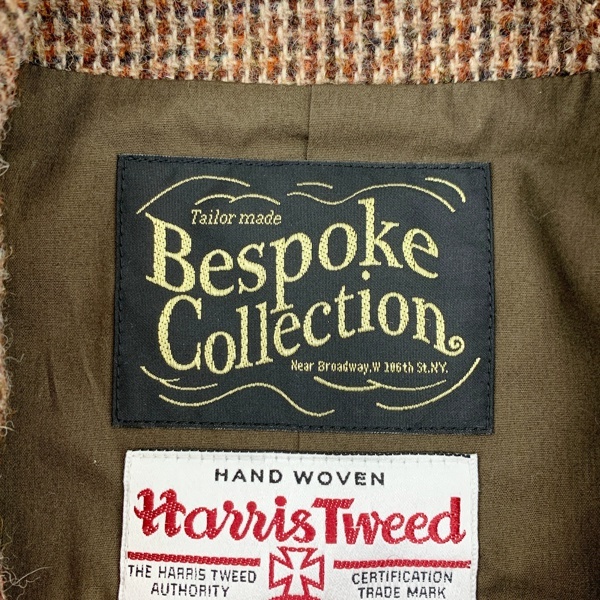 Tailor made
Bespoke
Collection
Near Broadway.W 106th St.NY.
HAND WOVEN
Harris Tweed
THE HARRIS TWEED
AUTHORITY
CERTIFICATION
TRADE MARK